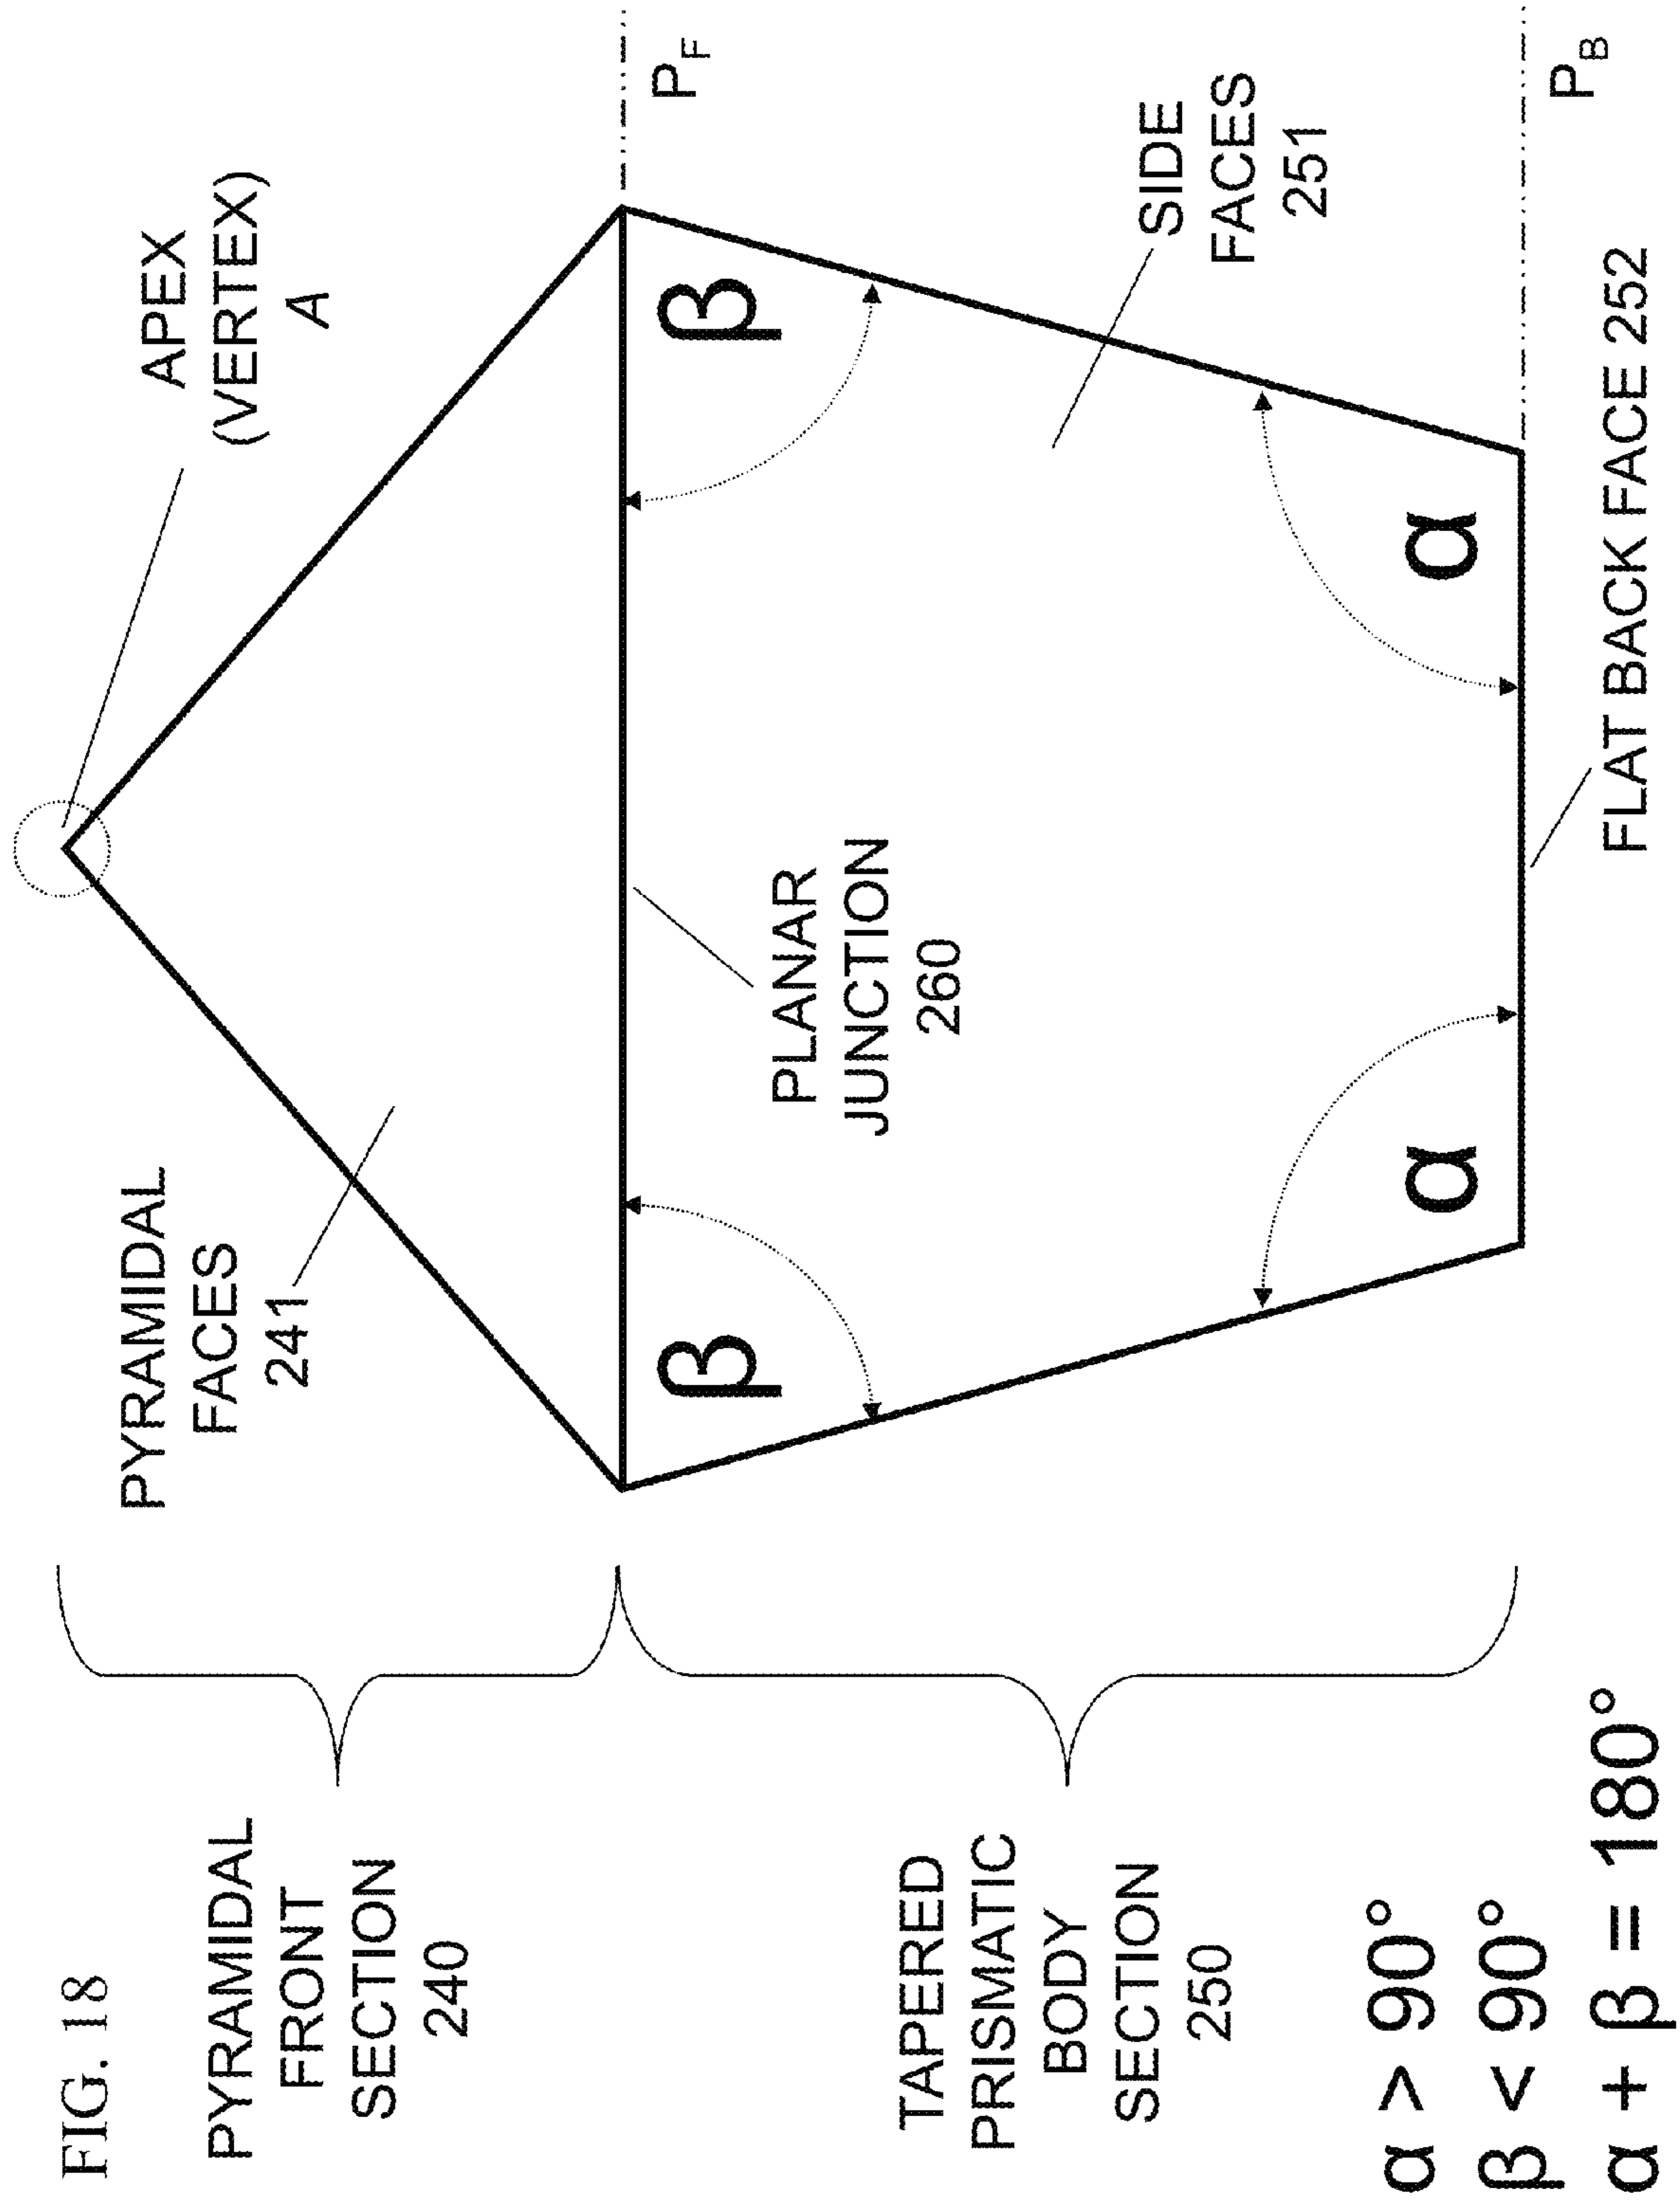 FIG. 18
PYRAMIDAL
FRONT
SECTION
240
PYRAMIDAL
FACES
241
APEX
(VERTEX)
A
β
β
P_F
PLANAR
JUNCTION
260
TAPERED
PRISMATIC
BODY
SECTION
250
SIDE
FACES
251
α
α
P_B
FLAT BACK FACE 252
α > 90°
β < 90°
α + β = 180°